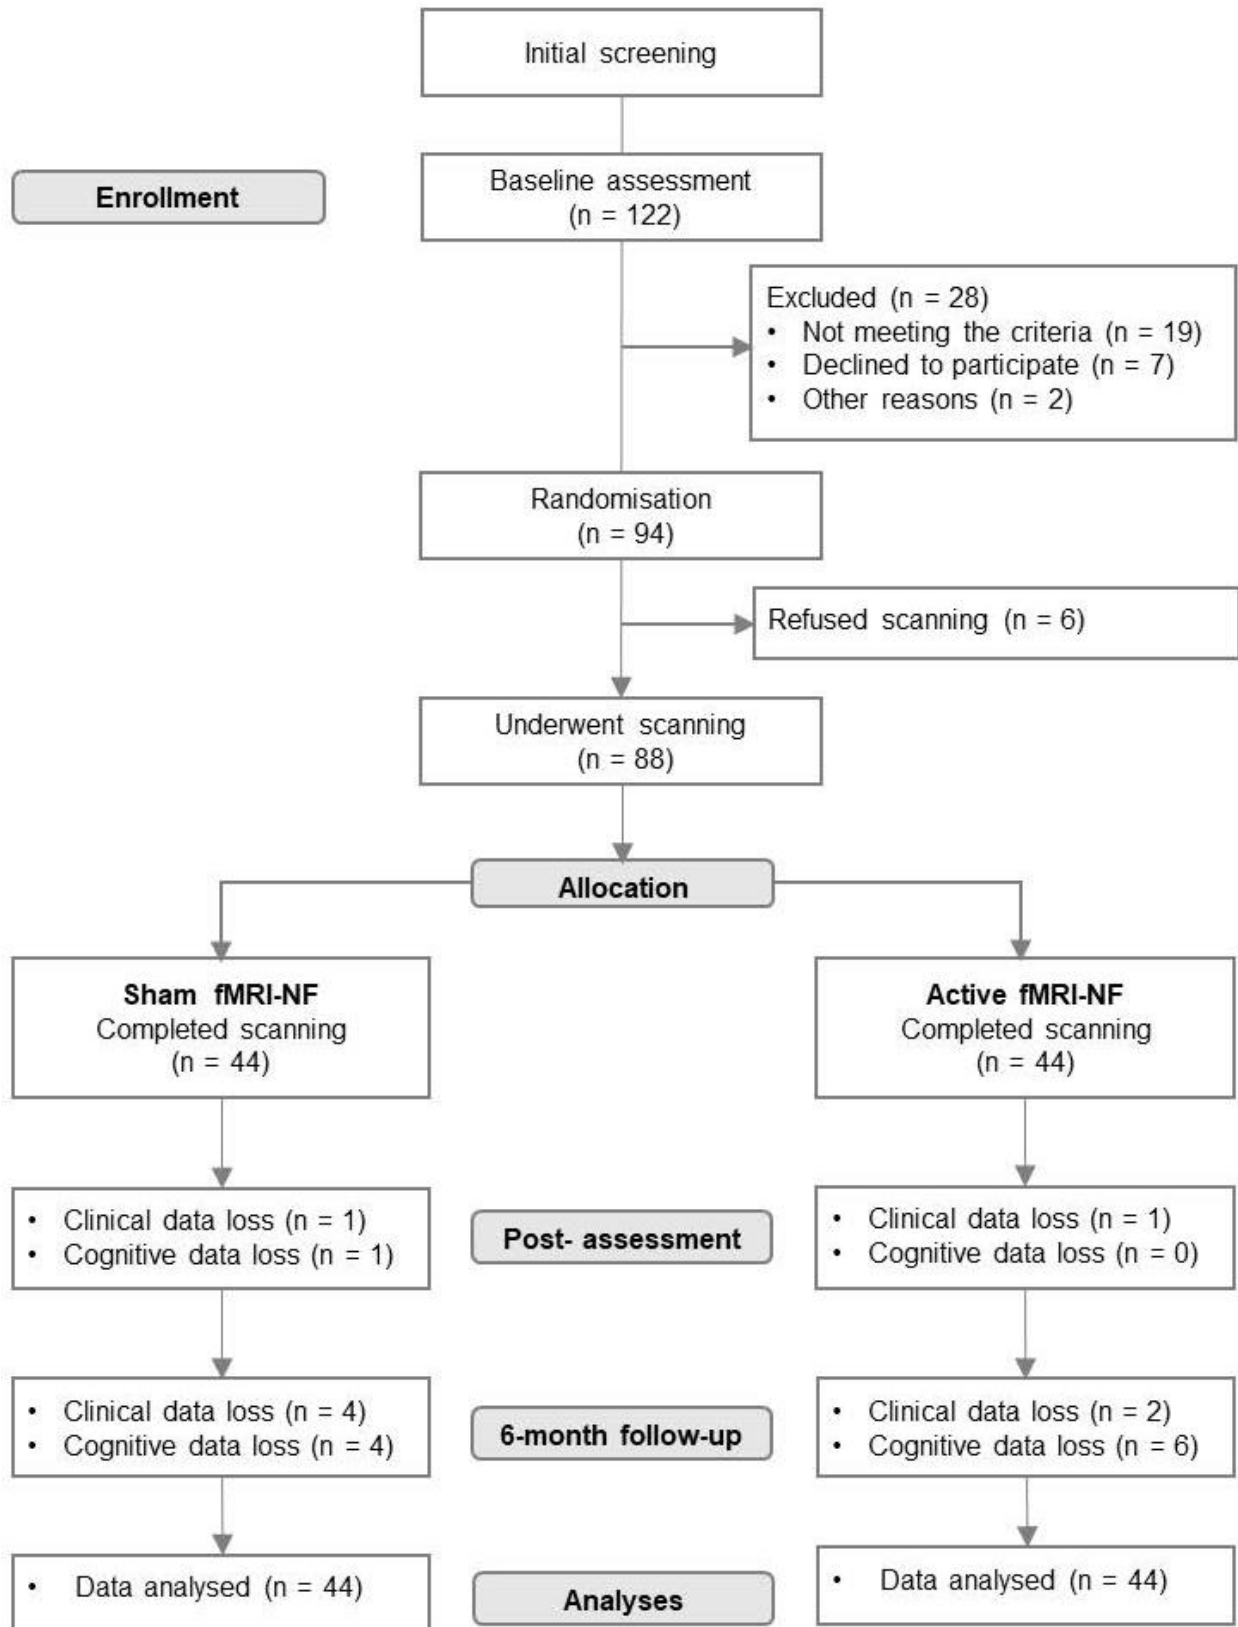 Initial screening
Enrollment
Baseline assessment
(n = 122)
Excluded (n = 28)
• Not meeting the criteria (n = 19)
• Declined to participate (n = 7)
• Other reasons (n = 2)
Randomisation
(n = 94)
Refused scanning (n = 6)
Underwent scanning
(n = 88)
Allocation
Sham fMRI-NF
Completed scanning
(n = 44)
Active fMRI-NF
Completed scanning
(n = 44)
• Clinical data loss (n = 1)
• Cognitive data loss (n = 1)
Post- assessment
• Clinical data loss (n = 1)
• Cognitive data loss (n = 0)
• Clinical data loss (n = 4)
• Cognitive data loss (n = 4)
6-month follow-up
• Clinical data loss (n = 2)
• Cognitive data loss (n = 6)
• Data analysed (n = 44)
Analyses
• Data analysed (n = 44)